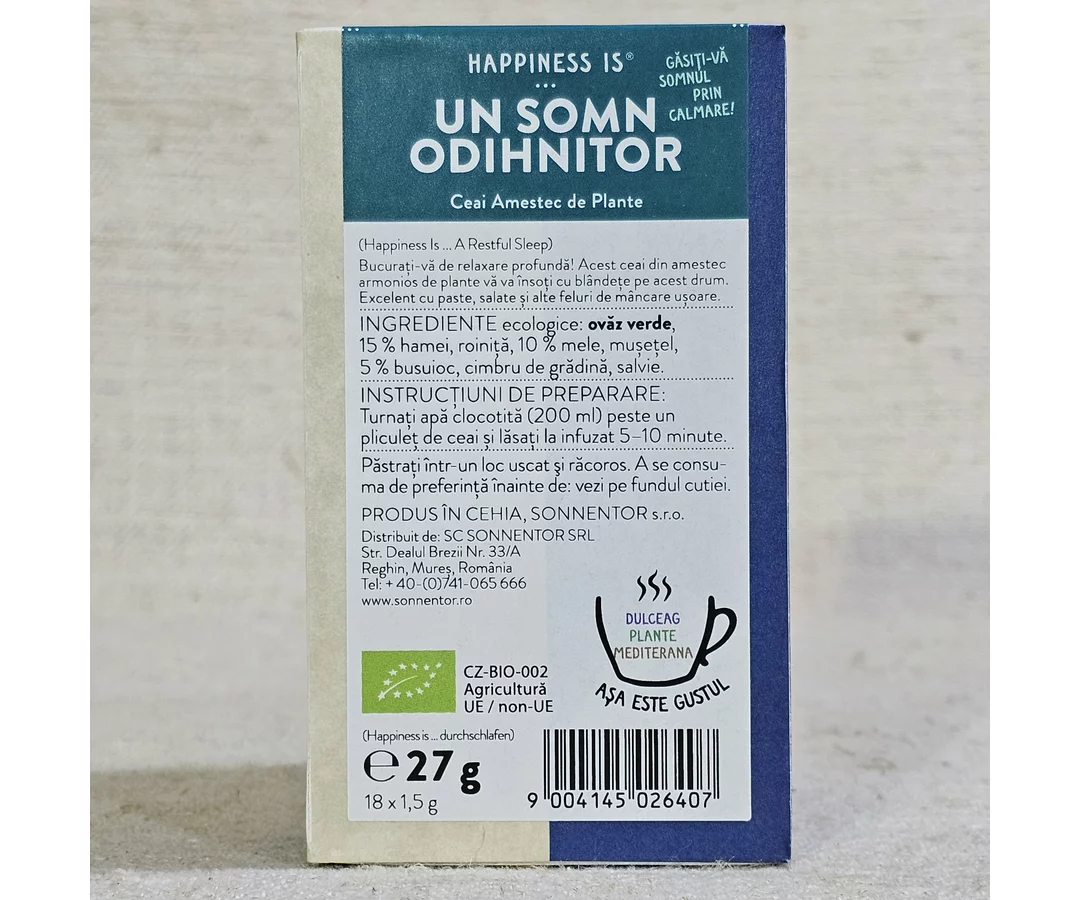 HAPPINESS IS®
...
UN SOMN
ODIHNITOR
GĂSIȚI-VĂ
SOMNUL
PRIN
CALMARE!
Ceai Amestec de Plante
(Happiness Is ... A Restful Sleep)
Bucurați-vă de relaxare profundă! Acest ceai din amestec
armonios de plante vă va însoți cu blândețe pe acest drum.
Excelent cu paste, salate și alte feluri de mâncare ușoare.
INGREDIENTE ecologice: ovăz verde,
15 % hamei, roiniță, 10 % mele, mușețel,
5 % busuioc, cimbru de grădină, salvie.
INSTRUCȚIUNI DE PREPARARE:
Turnați apă clocotită (200 ml) peste un
pliculeț de ceai și lăsați la infuzat 5–10 minute.
Păstrați într-un loc uscat şi răcoros. A se consu-
ma de preferință înainte de: vezi pe fundul cutiei.
PRODUS ÎN CEHIA, SONNENTOR s.r.o.
Distribuit de: SC SONNENTOR SRL
Str. Dealul Brezii Nr. 33/A
Reghin, Mureș, România
Tel: + 40-(0)741-065 666
www.sonnentor.ro
DULCEAG
PLANTE
MEDITERANA
AȘA ESTE GUSTUL
CZ-BIO-002
Agricultură
UE / non-UE
(Happiness is ... durchschlafen)
℮ 27 g
18 x 1,5 g
9 004145 026407